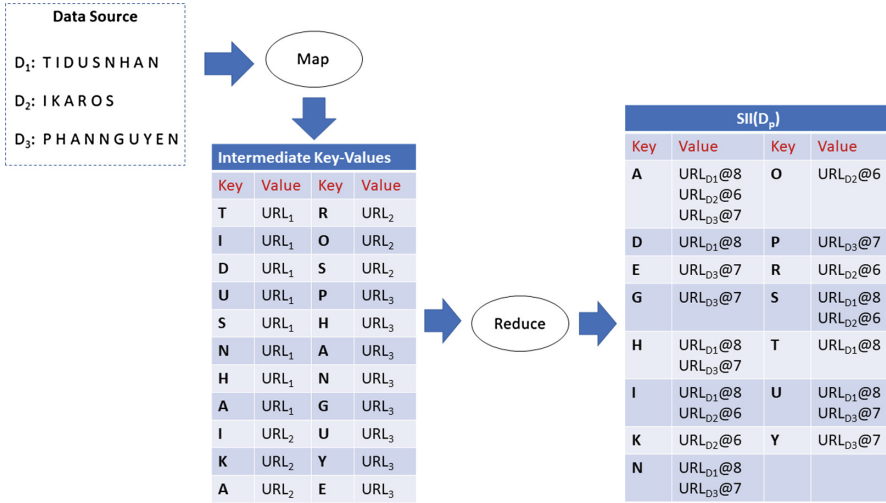 Data Source
D1: T I D U S N H A N
D2: I K A R O S
D3: P H A N N G U Y E N
Map
Intermediate Key-Values
Key Value Key Value
T URL1 R URL2
I URL1 O URL2
D URL1 S URL2
U URL1 P URL3
S URL1 H URL3
N URL1 A URL3
H URL1 N URL3
A URL1 G URL3
I URL2 U URL3
K URL2 Y URL3
A URL2 E URL3
Reduce
SII(Dp)
Key Value Key Value
A URLD1@8 O URLD2@6
URLD2@6
URLD3@7
D URLD1@8 P URLD3@7
E URLD3@7 R URLD2@6
G URLD3@7 S URLD1@8
URLD2@6
H URLD1@8 T URLD1@8
URLD3@7
I URLD1@8 U URLD1@8
URLD2@6 URLD3@7
K URLD2@6 Y URLD3@7
N URLD1@8
URLD3@7